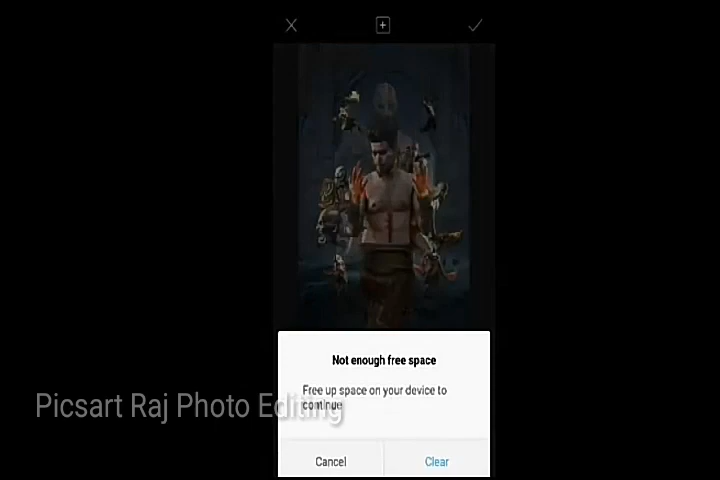 Not enough free space
Free up space on your device to
continue
Picsart Raj Photo Editing
Cancel
Clear